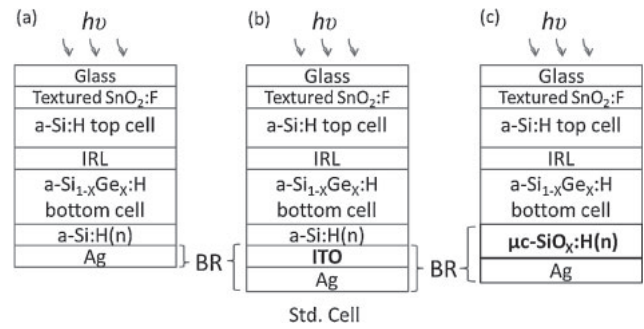 (a)
hυ
Glass
Textured SnO₂:F
a-Si:H top cell
IRL
a-Si₁₋ₓGeₓ:H
bottom cell
a-Si:H(n)
Ag
BR
(b)
hυ
Glass
Textured SnO₂:F
a-Si:H top cell
IRL
a-Si₁₋ₓGeₓ:H
bottom cell
a-Si:H(n)
ITO
Ag
Std. Cell
BR
(c)
hυ
Glass
Textured SnO₂:F
a-Si:H top cell
IRL
a-Si₁₋ₓGeₓ:H
bottom cell
μc-SiOₓ:H(n)
Ag